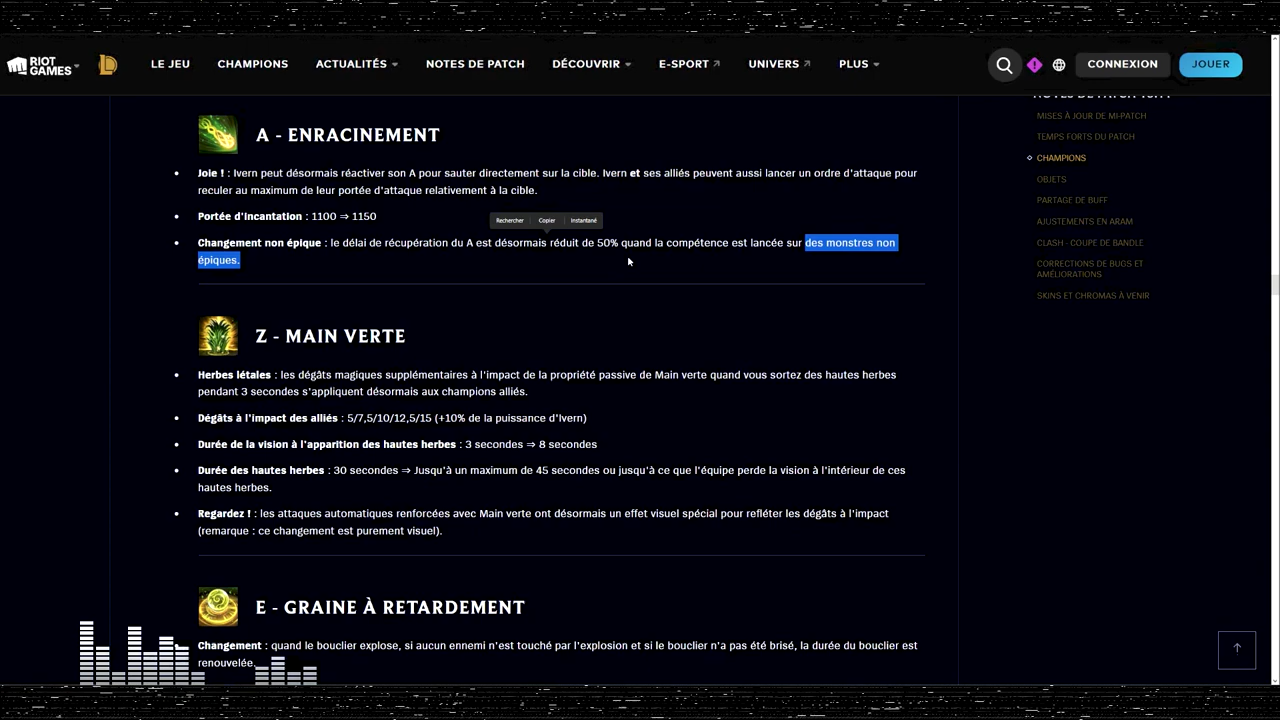 RIOT GAMES
LE JEU
CHAMPIONS
ACTUALITÉS
NOTES DE PATCH
DÉCOUVRIR
E-SPORT
UNIVERS
PLUS
CONNEXION
JOUER
A - ENRACINEMENT
Joie ! : Ivern peut désormais réactiver son A pour sauter directement sur la cible. Ivern et ses alliés peuvent aussi lancer un ordre d'attaque pour
reculer au maximum de leur portée d'attaque relativement à la cible.
Portée d'incantation : 1100 ⇒ 1150
Rechercher
Copier
Instantané
Changement non épique : le délai de récupération du A est désormais réduit de 50% quand la compétence est lancée sur des monstres non
épiques.
Z - MAIN VERTE
Herbes létales : les dégâts magiques supplémentaires à l'impact de la propriété passive de Main verte quand vous sortez des hautes herbes
pendant 3 secondes s'appliquent désormais aux champions alliés.
Dégâts à l'impact des alliés : 5/7,5/10/12,5/15 (+10% de la puissance d'Ivern)
Durée de la vision à l'apparition des hautes herbes : 3 secondes ⇒ 8 secondes
Durée des hautes herbes : 30 secondes ⇒ Jusqu'à un maximum de 45 secondes ou jusqu'à ce que l'équipe perde la vision à l'intérieur de ces
hautes herbes.
Regardez ! : les attaques automatiques renforcées avec Main verte ont désormais un effet visuel spécial pour refléter les dégâts à l'impact
(remarque : ce changement est purement visuel).
E - GRAINE À RETARDEMENT
Changement : quand le bouclier explose, si aucun ennemi n'est touché par l'explosion et si le bouclier n'a pas été brisé, la durée du bouclier est
renouvelée.
NOTES DE PATCH
MISES À JOUR DE MI-PATCH
TEMPS FORTS DU PATCH
CHAMPIONS
OBJETS
PARTAGE DE BUFF
AJUSTEMENTS EN ARAM
CLASH - COUPE DE BANDLE
CORRECTIONS DE BUGS ET
AMÉLIORATIONS
SKINS ET CHROMAS À VENIR